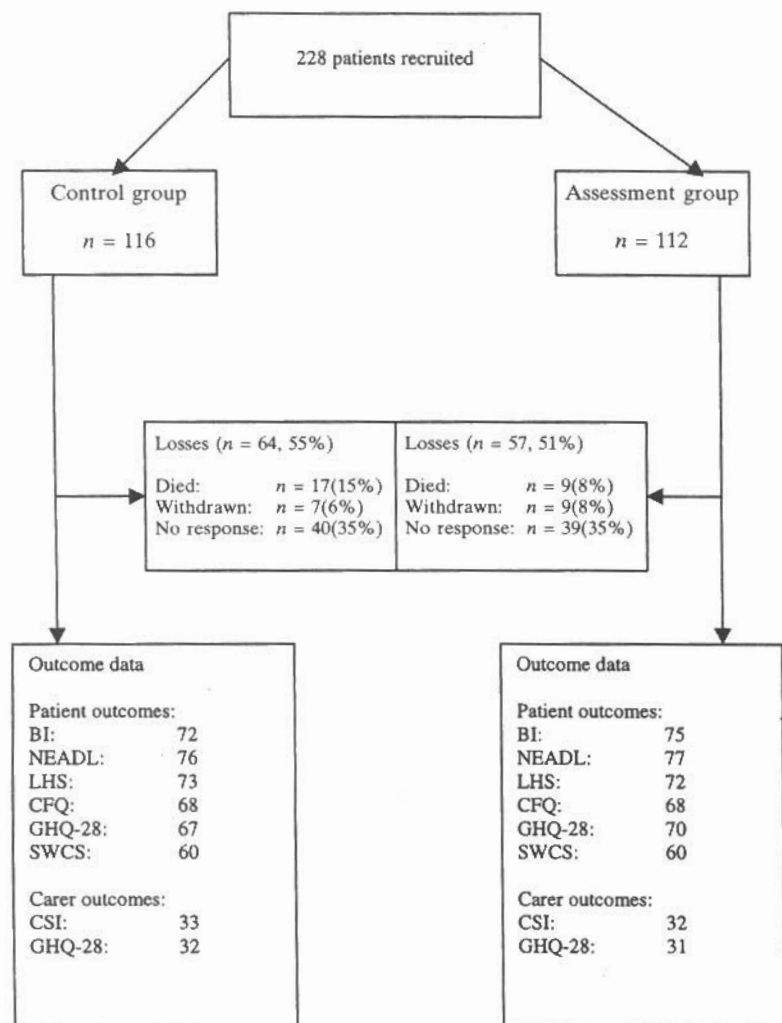 228 patients recruited
Control group
n = 116
Assessment group
n = 112
Losses (n = 64, 55%)
Died: n = 17(15%)
Withdrawn: n = 7(6%)
No response: n = 40(35%)
Losses (n = 57, 51%)
Died: n = 9(8%)
Withdrawn: n = 9(8%)
No response: n = 39(35%)
Outcome data
Patient outcomes:
BI: 72
NEADL: 76
LHS: 73
CFQ: 68
GHQ-28: 67
SWCS: 60
Carer outcomes:
CSI: 33
GHQ-28: 32
Outcome data
Patient outcomes:
BI: 75
NEADL: 77
LHS: 72
CFQ: 68
GHQ-28: 70
SWCS: 60
Carer outcomes:
CSI: 32
GHQ-28: 31